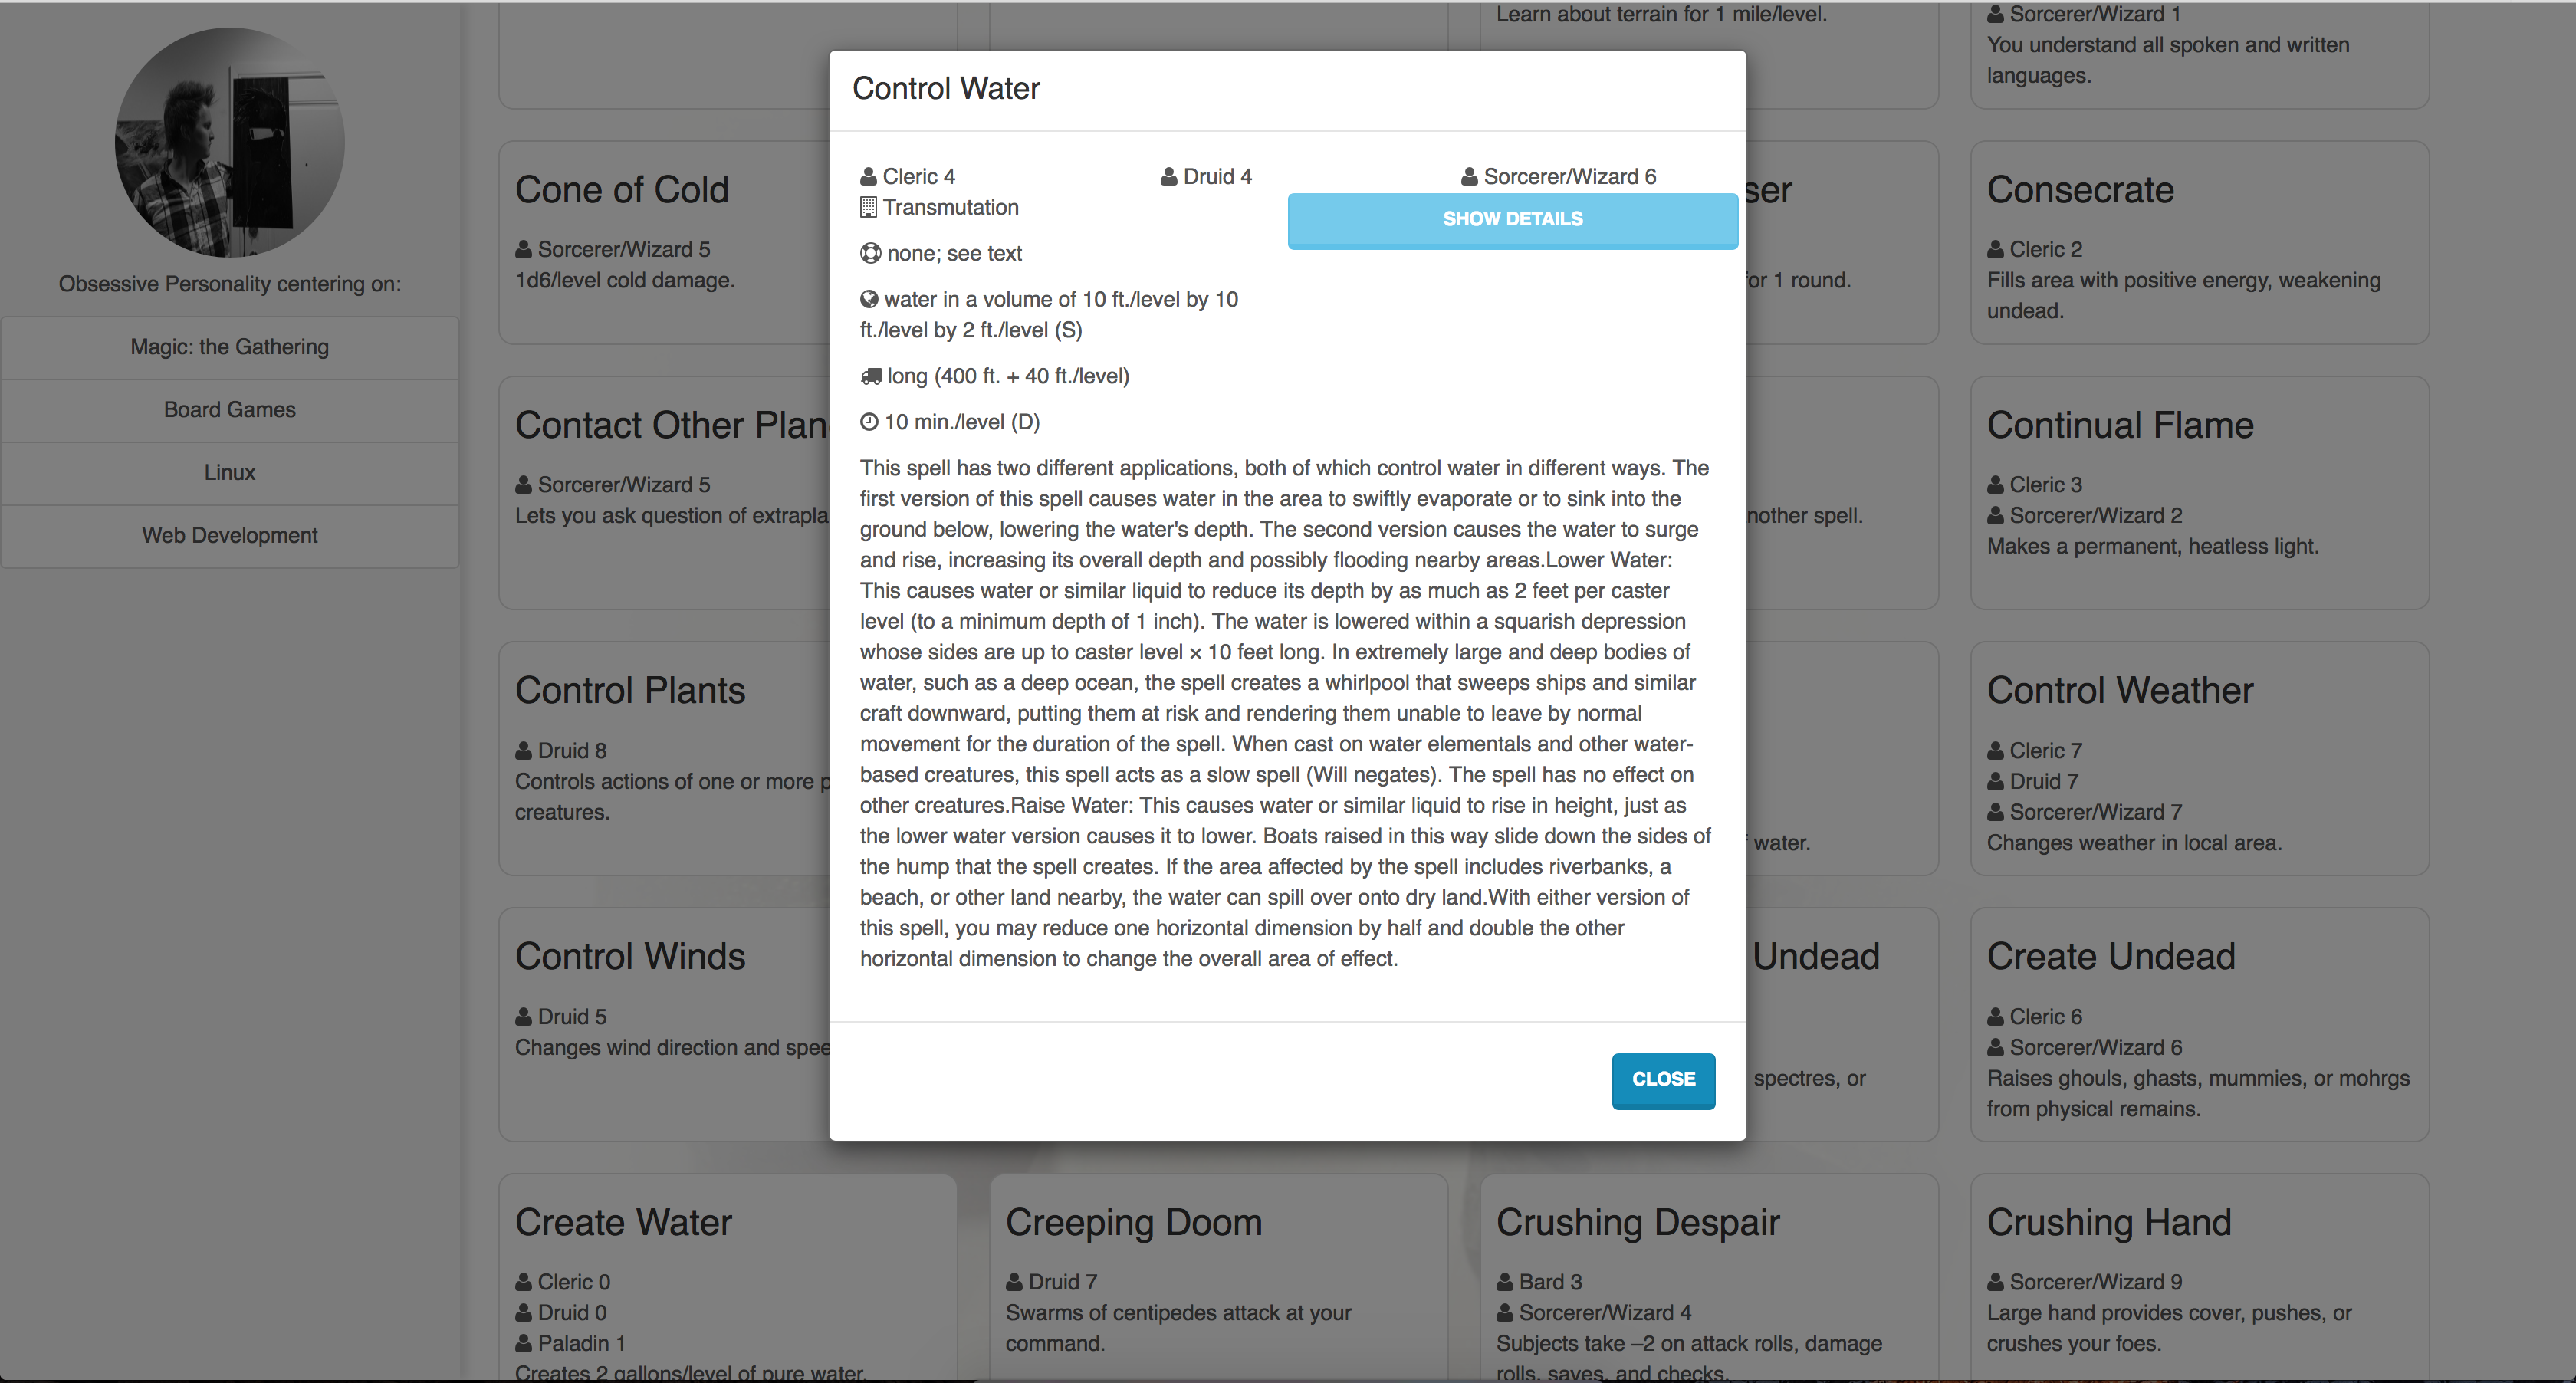 Obsessive Personality centering on:
Magic: the Gathering
Board Games
Linux
Web Development
Learn about terrain for 1 mile/level.
Sorcerer/Wizard 1
You understand all spoken and written
languages.
Cone of Cold
Sorcerer/Wizard 5
1d6/level cold damage.
ser
for 1 round.
Consecrate
Cleric 2
Fills area with positive energy, weakening
undead.
Contact Other Plan
Sorcerer/Wizard 5
Lets you ask question of extrapla
nother spell.
Continual Flame
Cleric 3
Sorcerer/Wizard 2
Makes a permanent, heatless light.
Control Plants
Druid 8
Controls actions of one or more p
creatures.
water.
Control Weather
Cleric 7
Druid 7
Sorcerer/Wizard 7
Changes weather in local area.
Control Winds
Druid 5
Changes wind direction and spee
Undead
spectres, or
Create Undead
Cleric 6
Sorcerer/Wizard 6
Raises ghouls, ghasts, mummies, or mohrgs
from physical remains.
Create Water
Cleric 0
Druid 0
Paladin 1
Creates 2 gallons/level of pure water.
Creeping Doom
Druid 7
Swarms of centipedes attack at your
command.
Crushing Despair
Bard 3
Sorcerer/Wizard 4
Subjects take –2 on attack rolls, damage
rolls, saves, and checks.
Crushing Hand
Sorcerer/Wizard 9
Large hand provides cover, pushes, or
crushes your foes.
Control Water
Cleric 4
Druid 4
Sorcerer/Wizard 6
Transmutation
SHOW DETAILS
none; see text
water in a volume of 10 ft./level by 10
ft./level by 2 ft./level (S)
long (400 ft. + 40 ft./level)
10 min./level (D)
This spell has two different applications, both of which control water in different ways. The
first version of this spell causes water in the area to swiftly evaporate or to sink into the
ground below, lowering the water's depth. The second version causes the water to surge
and rise, increasing its overall depth and possibly flooding nearby areas.Lower Water:
This causes water or similar liquid to reduce its depth by as much as 2 feet per caster
level (to a minimum depth of 1 inch). The water is lowered within a squarish depression
whose sides are up to caster level × 10 feet long. In extremely large and deep bodies of
water, such as a deep ocean, the spell creates a whirlpool that sweeps ships and similar
craft downward, putting them at risk and rendering them unable to leave by normal
movement for the duration of the spell. When cast on water elementals and other water-
based creatures, this spell acts as a slow spell (Will negates). The spell has no effect on
other creatures.Raise Water: This causes water or similar liquid to rise in height, just as
the lower water version causes it to lower. Boats raised in this way slide down the sides of
the hump that the spell creates. If the area affected by the spell includes riverbanks, a
beach, or other land nearby, the water can spill over onto dry land.With either version of
this spell, you may reduce one horizontal dimension by half and double the other
horizontal dimension to change the overall area of effect.
CLOSE